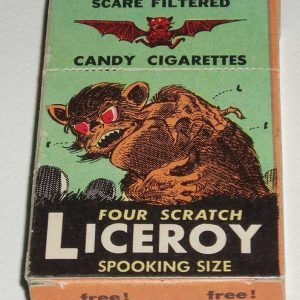 SCARE FILTERED
CANDY CIGARETTES
FOUR SCRATCH
LICEROY
SPOOKING SIZE
free! free!